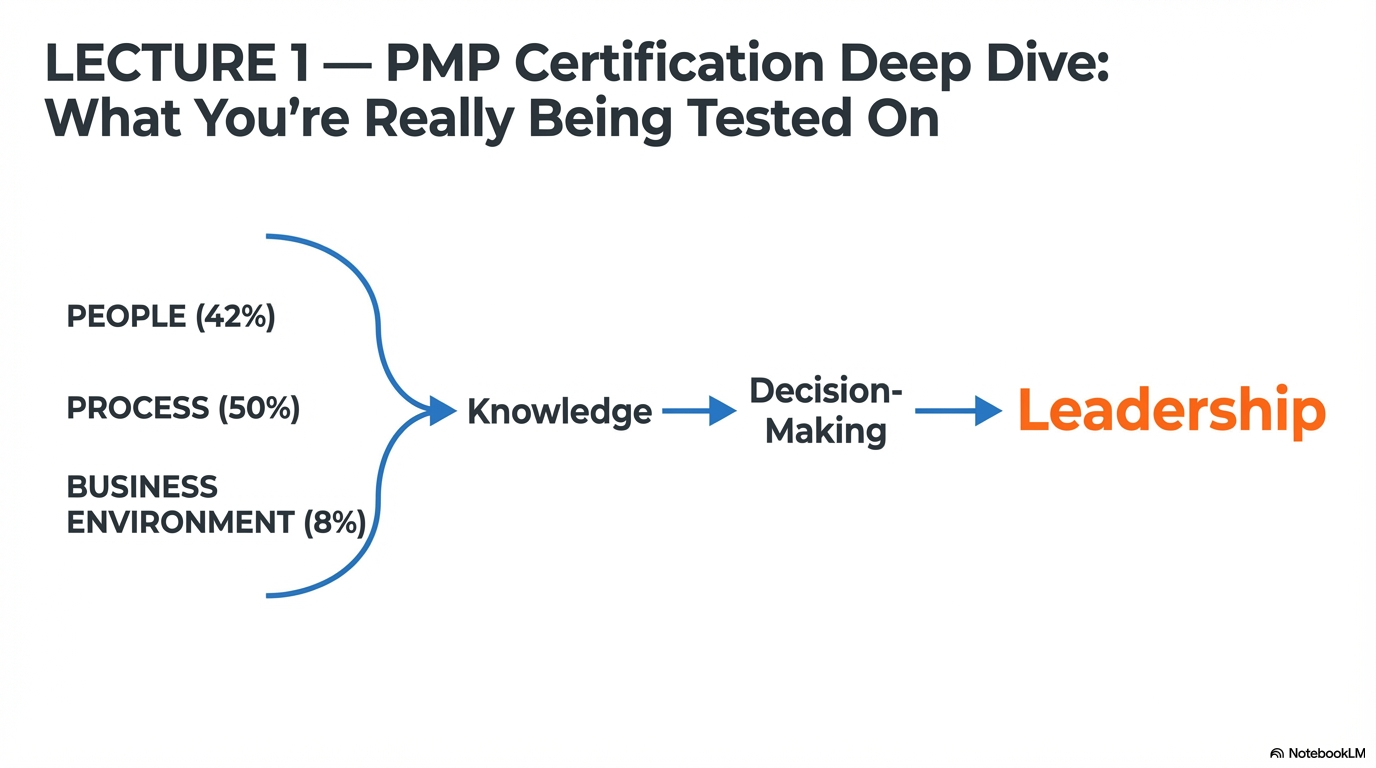 LECTURE 1 — PMP Certification Deep Dive:
What You’re Really Being Tested On
PEOPLE (42%)
PROCESS (50%)
BUSINESS
ENVIRONMENT (8%)
Knowledge
Decision-
Making
Leadership
NotebookLM